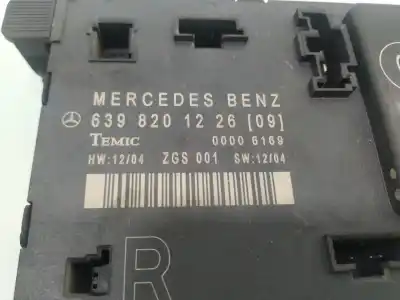 MERCEDES BENZ
639 820 12 26 [09]
TEMIC 0000 6169
HW:12/04 ZGS 001 SW:12/04
R